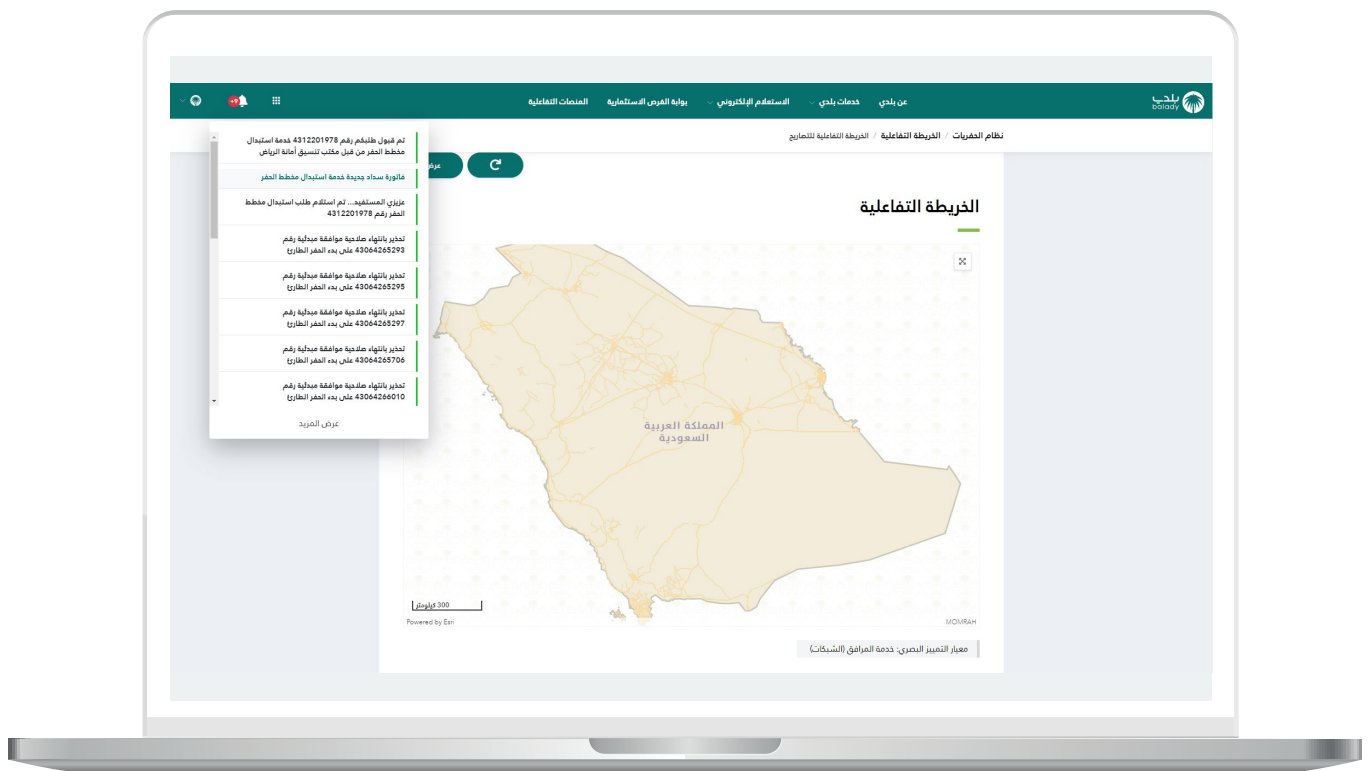 بلدي
balady
عن بلدي
خدمات بلدي
الاستعلام الإلكتروني
بوابة الفرص الاستثمارية
المنصات التفاعلية
+9
نظام الحفريات / الخريطة التفاعلية / الخريطة التفاعلية للتصاريح
تم قبول طلبكم رقم 4312201978 خدمة استبدال
مخطط الحفر من قبل مكتب تنسيق أمانة الرياض
فاتورة سداد جديدة خدمة استبدال مخطط الحفر
عزيزي المستفيد... تم استلام طلب استبدال مخطط
الحفر رقم 4312201978
تحذير بانتهاء صلاحية موافقة مبدئية رقم
43064265293 على بدء الحفر الطارئ
تحذير بانتهاء صلاحية موافقة مبدئية رقم
43064265295 على بدء الحفر الطارئ
تحذير بانتهاء صلاحية موافقة مبدئية رقم
43064265297 على بدء الحفر الطارئ
تحذير بانتهاء صلاحية موافقة مبدئية رقم
43064265706 على بدء الحفر الطارئ
تحذير بانتهاء صلاحية موافقة مبدئية رقم
43064266010 على بدء الحفر الطارئ
عرض المزيد
الخريطة التفاعلية
المملكة العربية
السعودية
300 كيلومتر
Powered by Esri
MOMRAH
معيار التمييز البصري: خدمة المرافق (الشبكات)